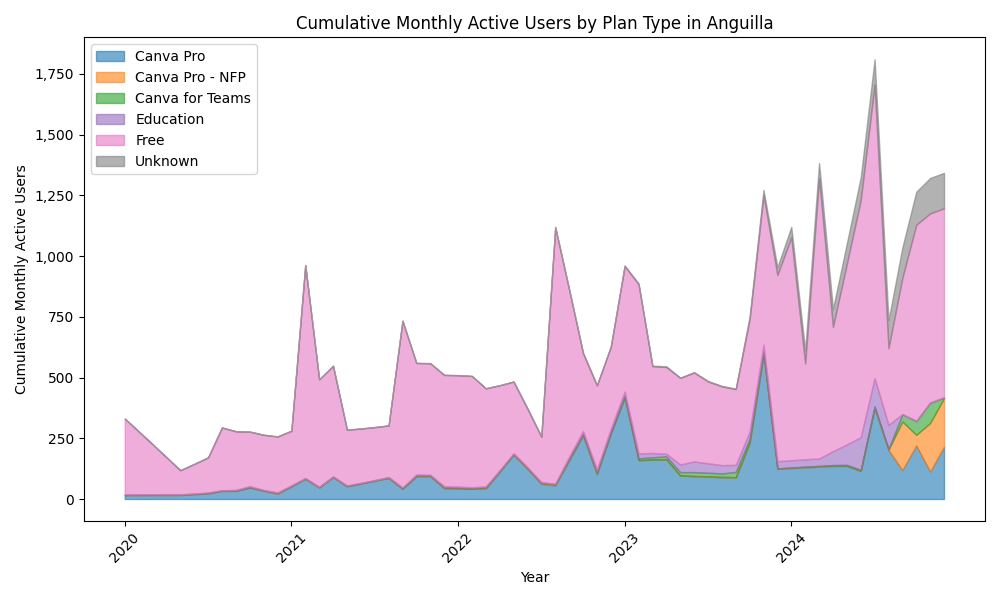 Cumulative Monthly Active Users by Plan Type in Anguilla
Canva Pro
Canva Pro - NFP
Canva for Teams
Education
Free
Unknown
1,750
1,500
1,250
1,000
750
500
250
0
Cumulative Monthly Active Users
2020
2021
2022
2023
2024
Year